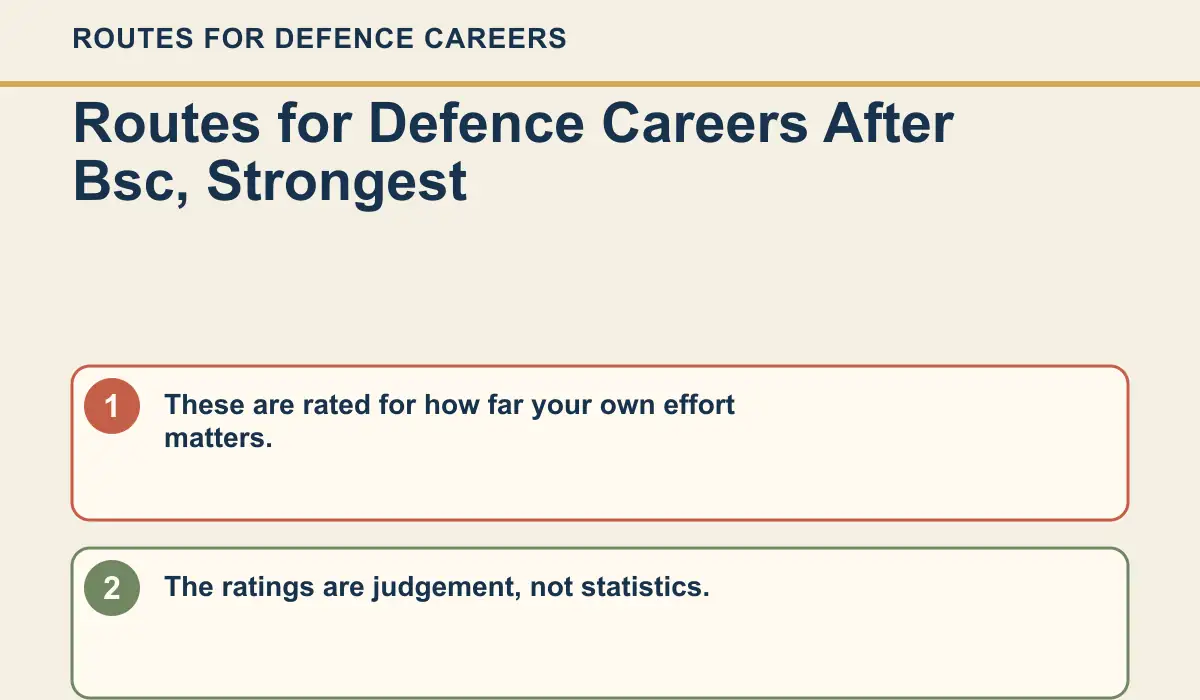 ROUTES FOR DEFENCE CAREERS
Routes for Defence Careers After
Bsc, Strongest
1
These are rated for how far your own effort
matters.
2
The ratings are judgement, not statistics.